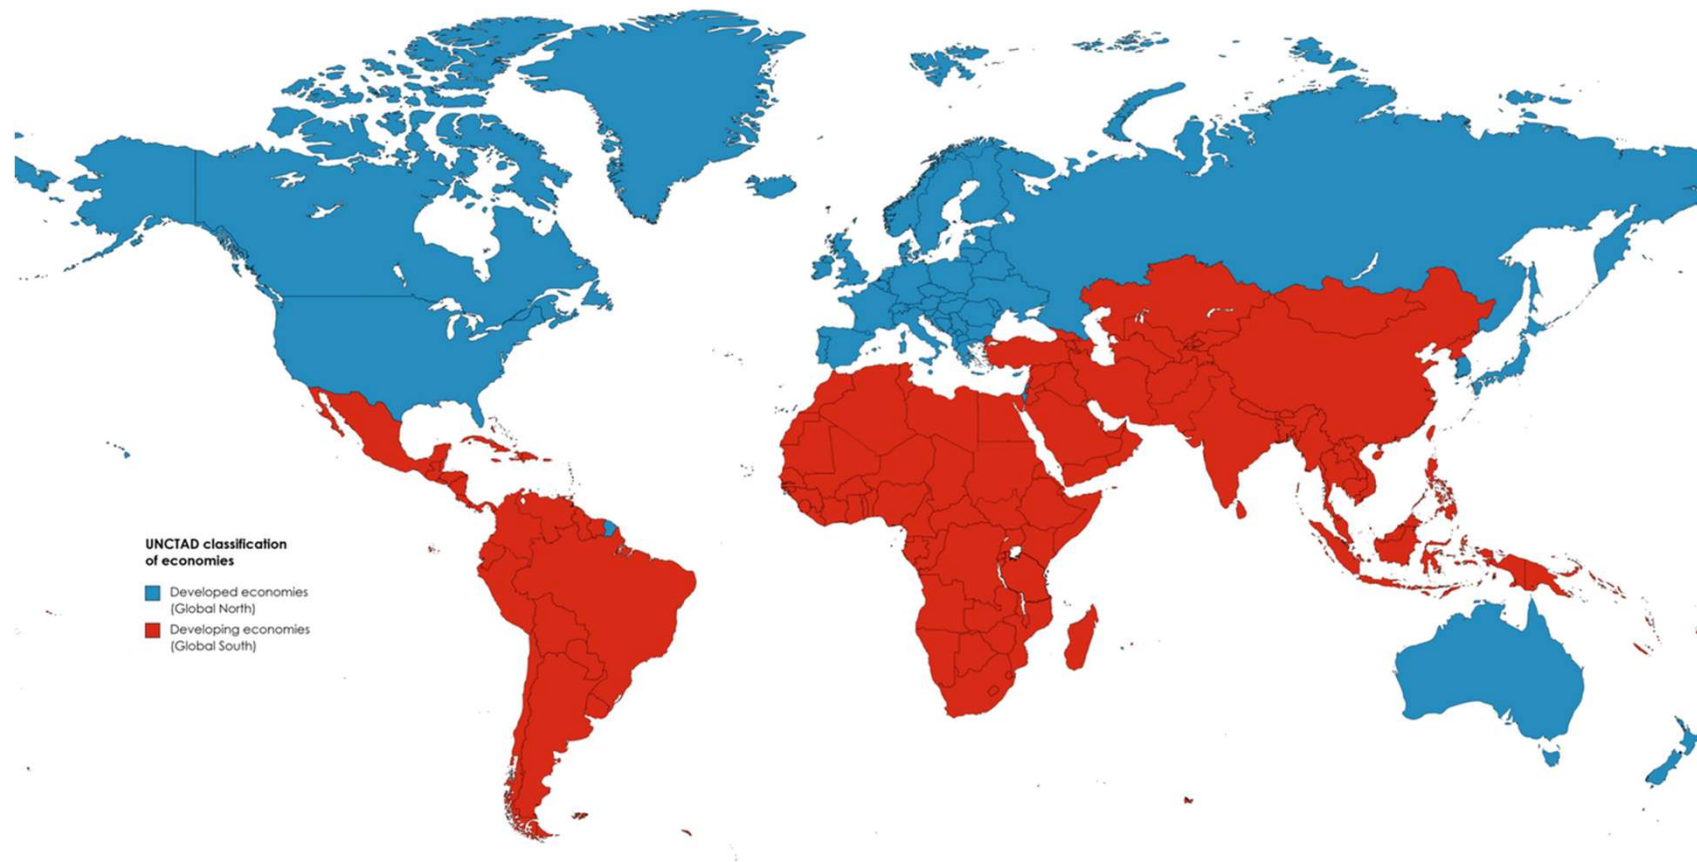 UNCTAD classification
of economies
Developed economies
(Global North)
Developing economies
(Global South)